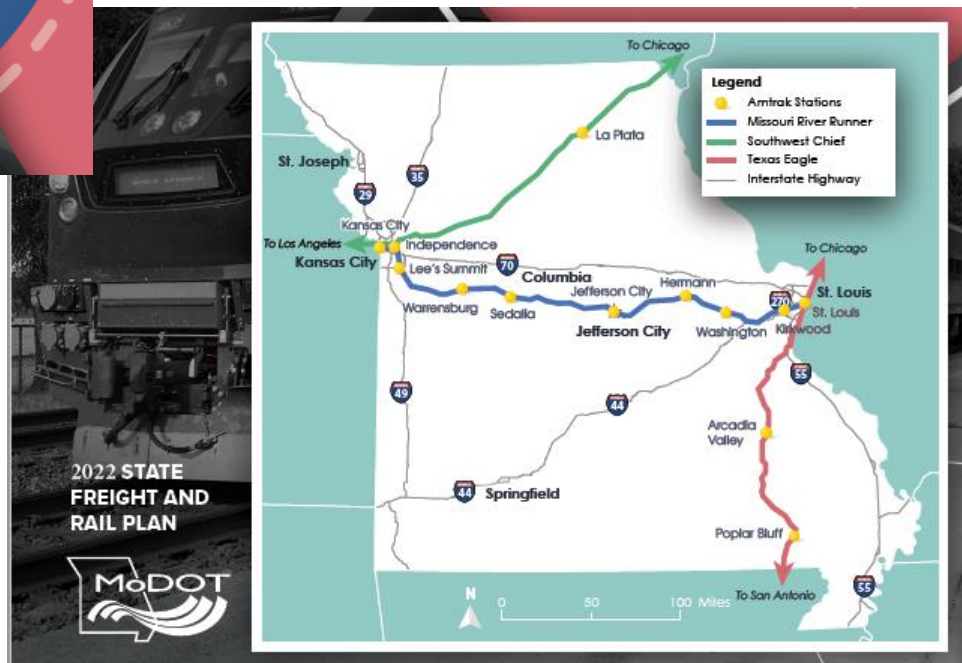 To Chicago
Legend
Amtrak Stations
Missouri River Runner
Southwest Chief
Texas Eagle
Interstate Highway
La Plata
St. Joseph
35
29
Kansas City
To Los Angeles
Independence
Kansas City
Lee's Summit
70
Columbia
To Chicago
Hermann
Jefferson City
270
St. Louis
Warrensburg
Sedalia
St. Louis
Jefferson City
Washington
Kirkwood
55
49
44
Arcadia
Valley
2022 STATE
FREIGHT AND
RAIL PLAN
44
Springfield
Poplar Bluff
MoDOT
N
0 50 100 Miles
To San Antonio
55